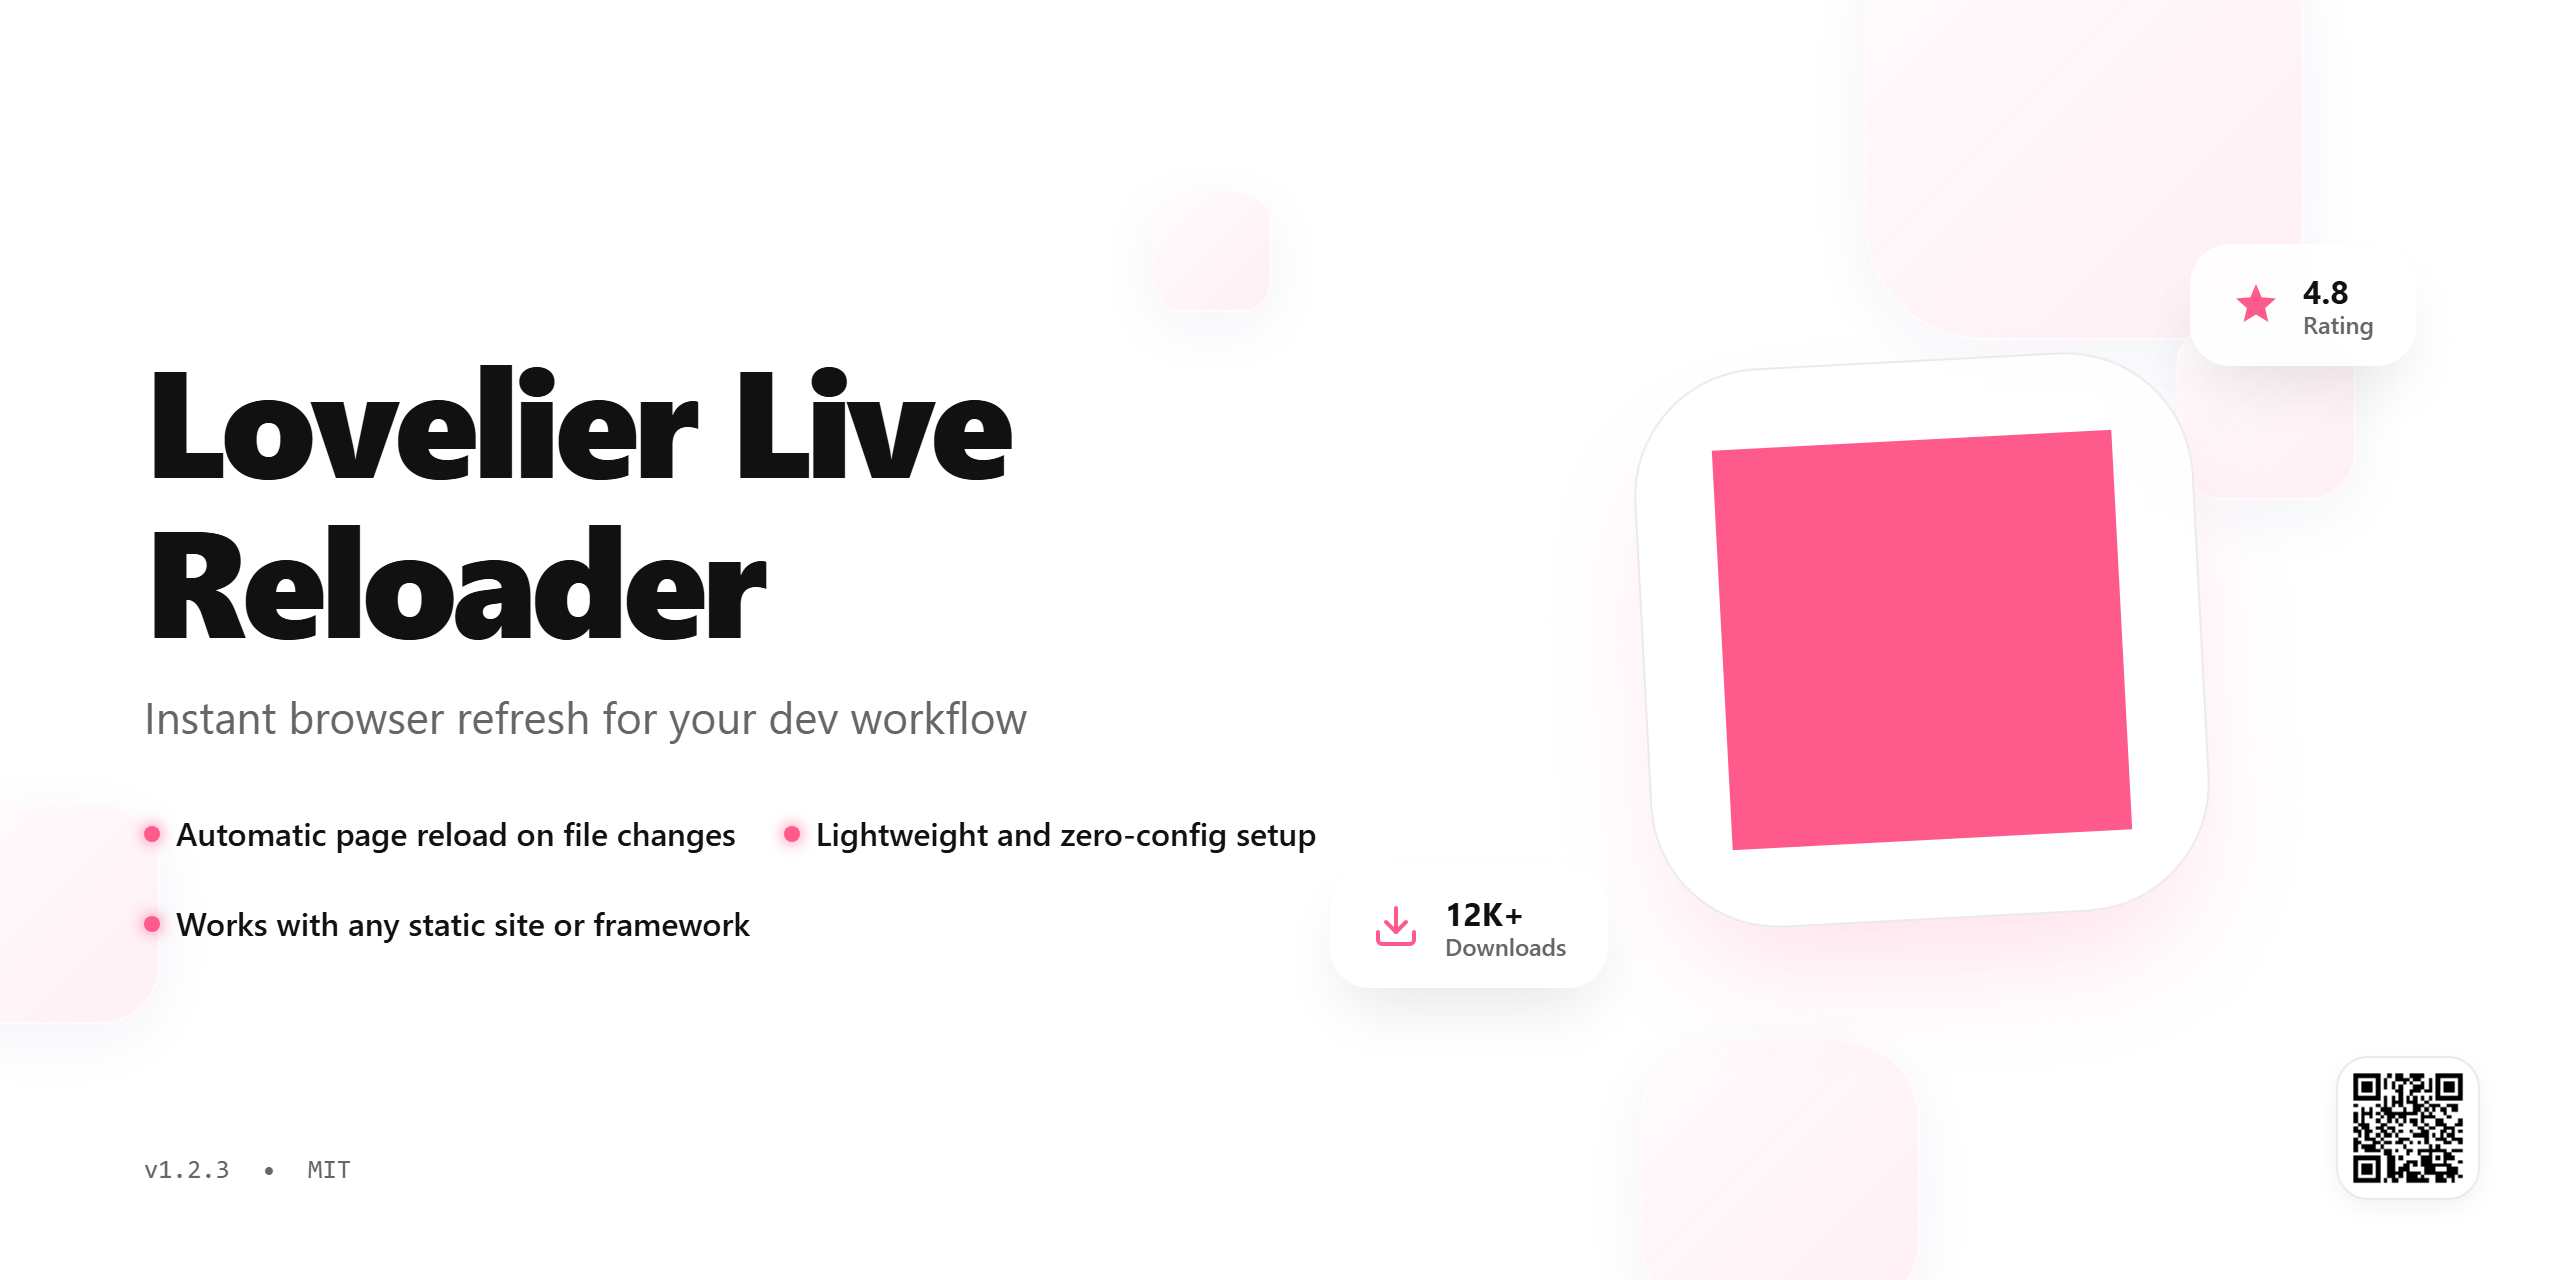 Lovelier Live
Reloader
Instant browser refresh for your dev workflow
Automatic page reload on file changes
Lightweight and zero-config setup
Works with any static site or framework
v1.2.3 • MIT
4.8
Rating
12K+
Downloads